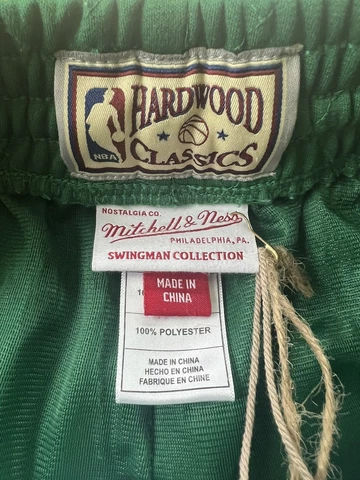 HARDWOOD
CLASSICS
NBA
NOSTALGIA CO.
Mitchell & Ness
PHILADELPHIA, PA.
SWINGMAN COLLECTION
MADE IN
CHINA
100% POLYESTER
MADE IN CHINA
HECHO EN CHINA
FABRIQUE EN CHINE